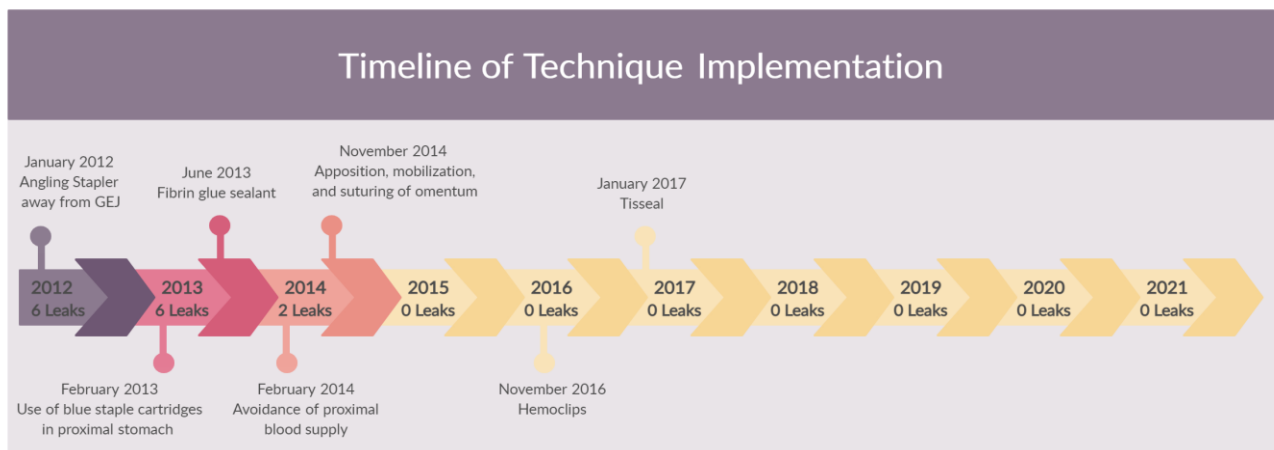 Timeline of Technique Implementation
January 2012
Angling Stapler
away from GEJ
June 2013
Fibrin glue sealant
November 2014
Apposition, mobilization,
and suturing of omentum
January 2017
Tisseal
2012
6 Leaks
2013
6 Leaks
2014
2 Leaks
2015
0 Leaks
2016
0 Leaks
2017
0 Leaks
2018
0 Leaks
2019
0 Leaks
2020
0 Leaks
2021
0 Leaks
February 2013
Use of blue staple cartridges
in proximal stomach
February 2014
Avoidance of proximal
blood supply
November 2016
Hemoclips